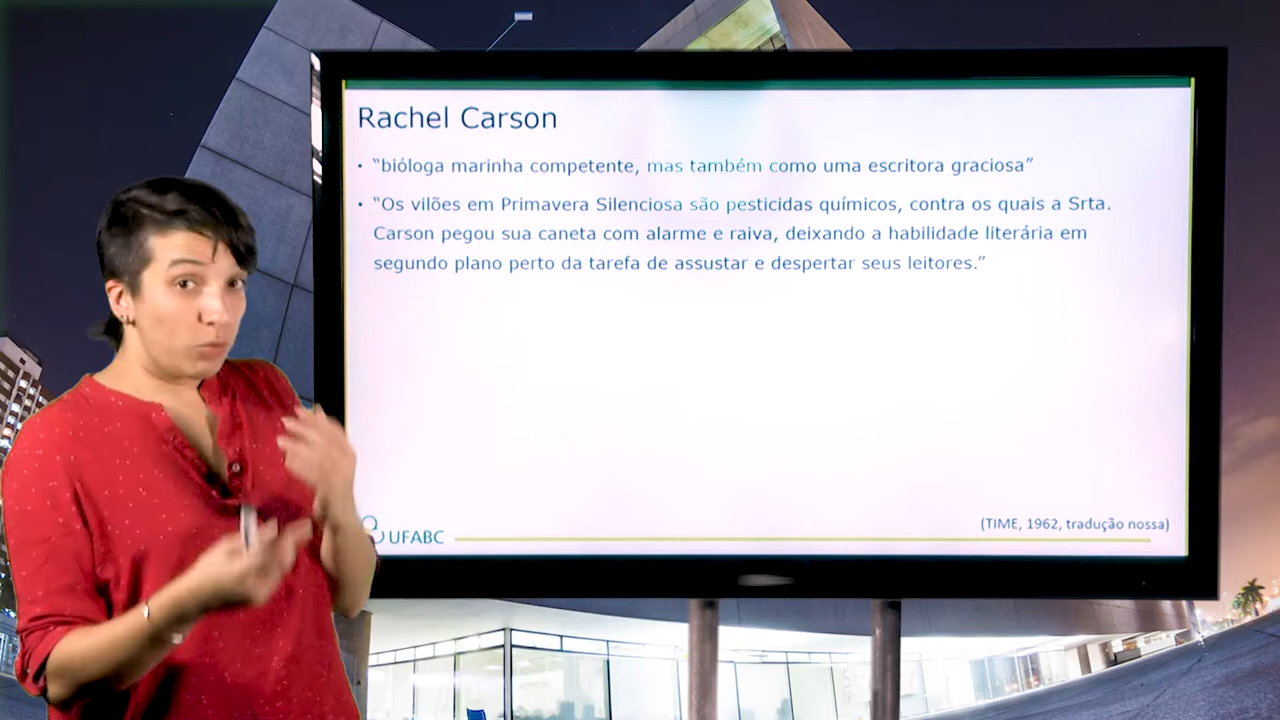 Rachel Carson
• “bióloga marinha competente, mas também como uma escritora graciosa”
• “Os vilões em Primavera Silenciosa são pesticidas químicos, contra os quais a Srta.
Carson pegou sua caneta com alarme e raiva, deixando a habilidade literária em
segundo plano perto da tarefa de assustar e despertar seus leitores.”
(TIME, 1962, tradução nossa)
UFABC